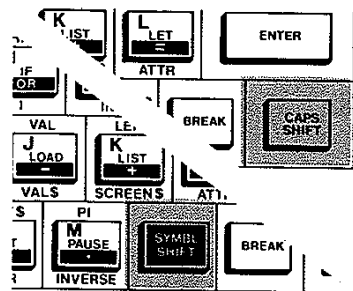 K
LIST
L
LET
=
ENTER
ATTR
IF
OR
BREAK
CAPS
SHIFT
VAL
J
LOAD
-
K
LIST
+
VAL$
SCREEN$
PI
M
PAUSE
.
SYMBL
SHIFT
BREAK
INVERSE